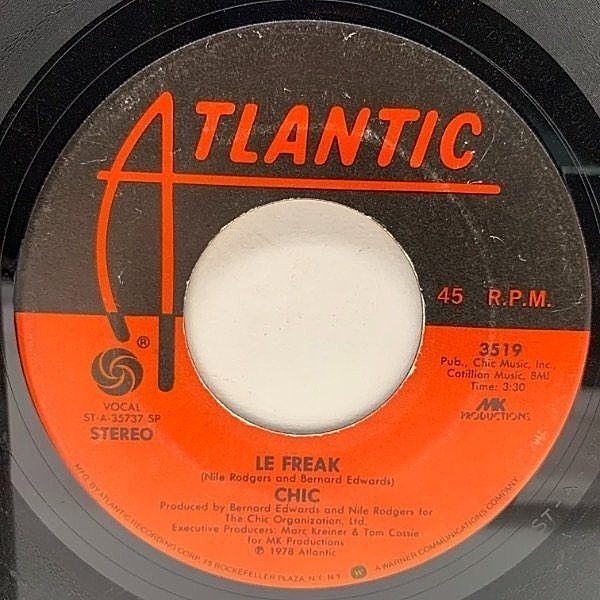 ATLANTIC
45 R.P.M.
®
3519
Pub., Chic Music, Inc.,
Cotillion Music, BMI
Time: 3:30
MK
PRODUCTIONS
VOCAL
ST-A-35737 SP
STEREO
LE FREAK
(Nile Rodgers and Bernard Edwards)
CHIC
Produced by Bernard Edwards and Nile Rodgers for
The Chic Organization, Ltd.
Executive Producers: Marc Kreiner & Tom Cossie
for MK Productions
℗ 1978 Atlantic
MFG. BY ATLANTIC RECORDING CORP., 75 ROCKEFELLER PLAZA, N.Y., N.Y. W A WARNER COMMUNICATIONS COMPANY